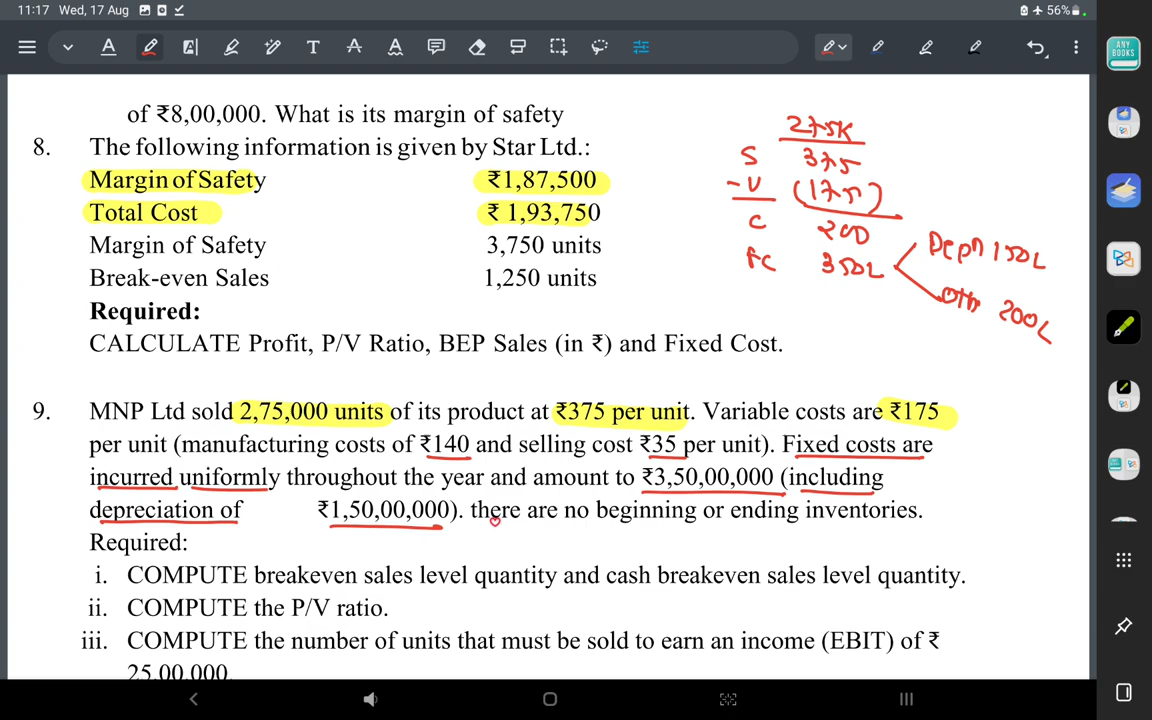 11:17 Wed, 17 Aug
56%
of ₹8,00,000. What is its margin of safety
8. The following information is given by Star Ltd.:
Margin of Safety ₹1,87,500
Total Cost ₹ 1,93,750
Margin of Safety 3,750 units
Break-even Sales 1,250 units
Required:
CALCULATE Profit, P/V Ratio, BEP Sales (in ₹) and Fixed Cost.
275K
S 375
- V (175)
C 200
FC 350L
Depn 150L
Oth 200L
9. MNP Ltd sold 2,75,000 units of its product at ₹375 per unit. Variable costs are ₹175
per unit (manufacturing costs of ₹140 and selling cost ₹35 per unit). Fixed costs are
incurred uniformly throughout the year and amount to ₹3,50,00,000 (including
depreciation of ₹1,50,00,000). there are no beginning or ending inventories.
Required:
i. COMPUTE breakeven sales level quantity and cash breakeven sales level quantity.
ii. COMPUTE the P/V ratio.
iii. COMPUTE the number of units that must be sold to earn an income (EBIT) of ₹
25,00,000.
ANY
BOOKS